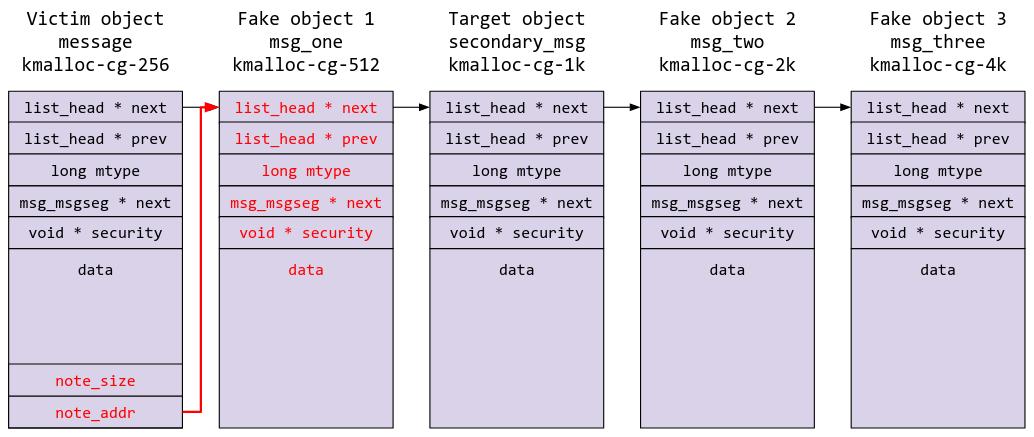 Victim object
message
kmalloc-cg-256
list_head * next
list_head * prev
long mtype
msg_msgseg * next
void * security
data
note_size
note_addr
Fake object 1
msg_one
kmalloc-cg-512
list_head * next
list_head * prev
long mtype
msg_msgseg * next
void * security
data
Target object
secondary_msg
kmalloc-cg-1k
list_head * next
list_head * prev
long mtype
msg_msgseg * next
void * security
data
Fake object 2
msg_two
kmalloc-cg-2k
list_head * next
list_head * prev
long mtype
msg_msgseg * next
void * security
data
Fake object 3
msg_three
kmalloc-cg-4k
list_head * next
list_head * prev
long mtype
msg_msgseg * next
void * security
data